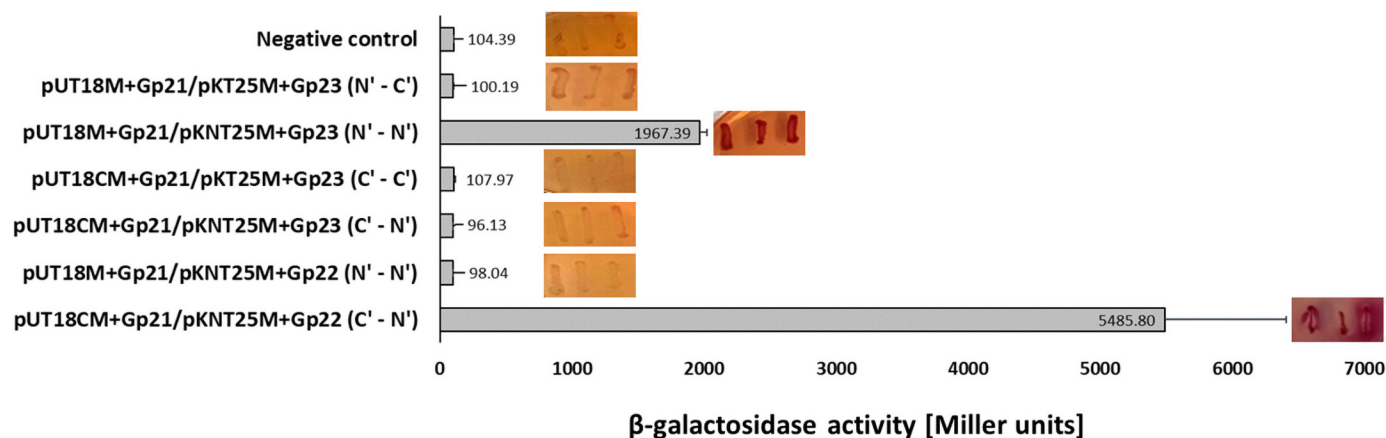 Negative control
104.39
pUT18M+Gp21/pKT25M+Gp23 (N' - C')
100.19
pUT18M+Gp21/pKNT25M+Gp23 (N' - N')
1967.39
pUT18CM+Gp21/pKT25M+Gp23 (C' - C')
107.97
pUT18CM+Gp21/pKNT25M+Gp23 (C' - N')
96.13
pUT18M+Gp21/pKNT25M+Gp22 (N' - N')
98.04
pUT18CM+Gp21/pKNT25M+Gp22 (C' - N')
5485.80
0 1000 2000 3000 4000 5000 6000 7000
β-galactosidase activity [Miller units]